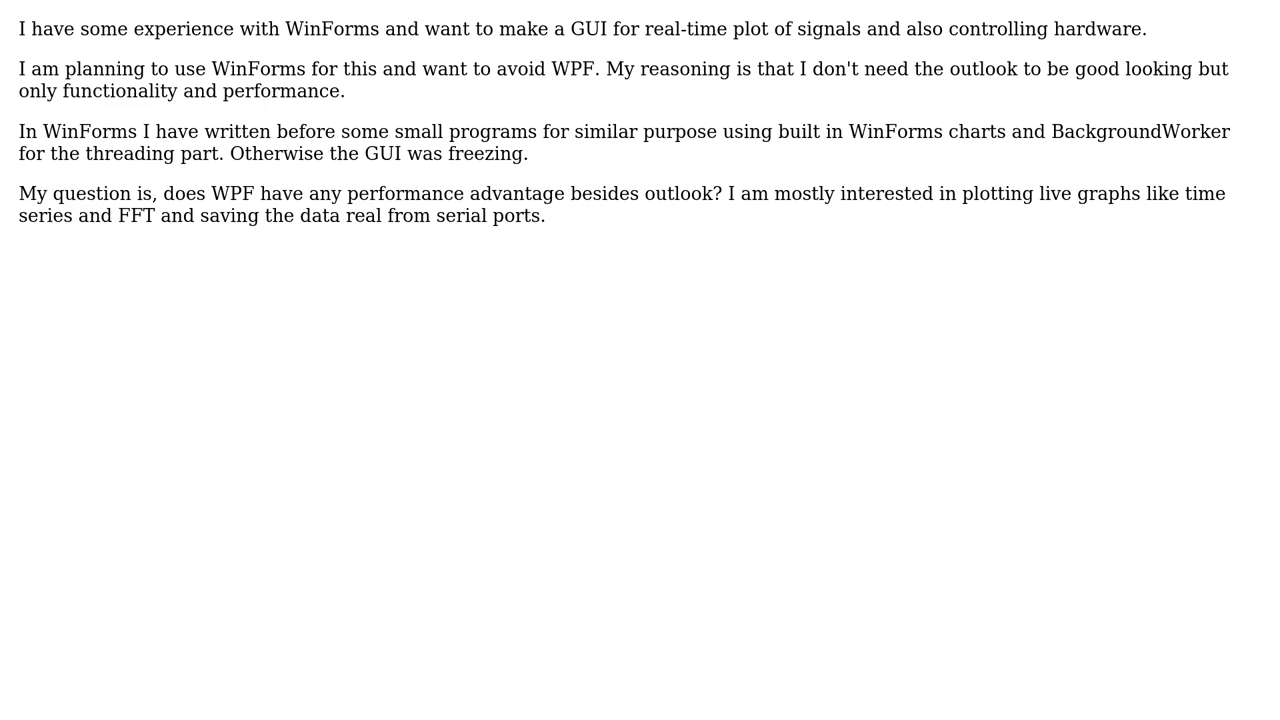 I have some experience with WinForms and want to make a GUI for real-time plot of signals and also controlling hardware.
I am planning to use WinForms for this and want to avoid WPF. My reasoning is that I don't need the outlook to be good looking but
only functionality and performance.
In WinForms I have written before some small programs for similar purpose using built in WinForms charts and BackgroundWorker
for the threading part. Otherwise the GUI was freezing.
My question is, does WPF have any performance advantage besides outlook? I am mostly interested in plotting live graphs like time
series and FFT and saving the data real from serial ports.